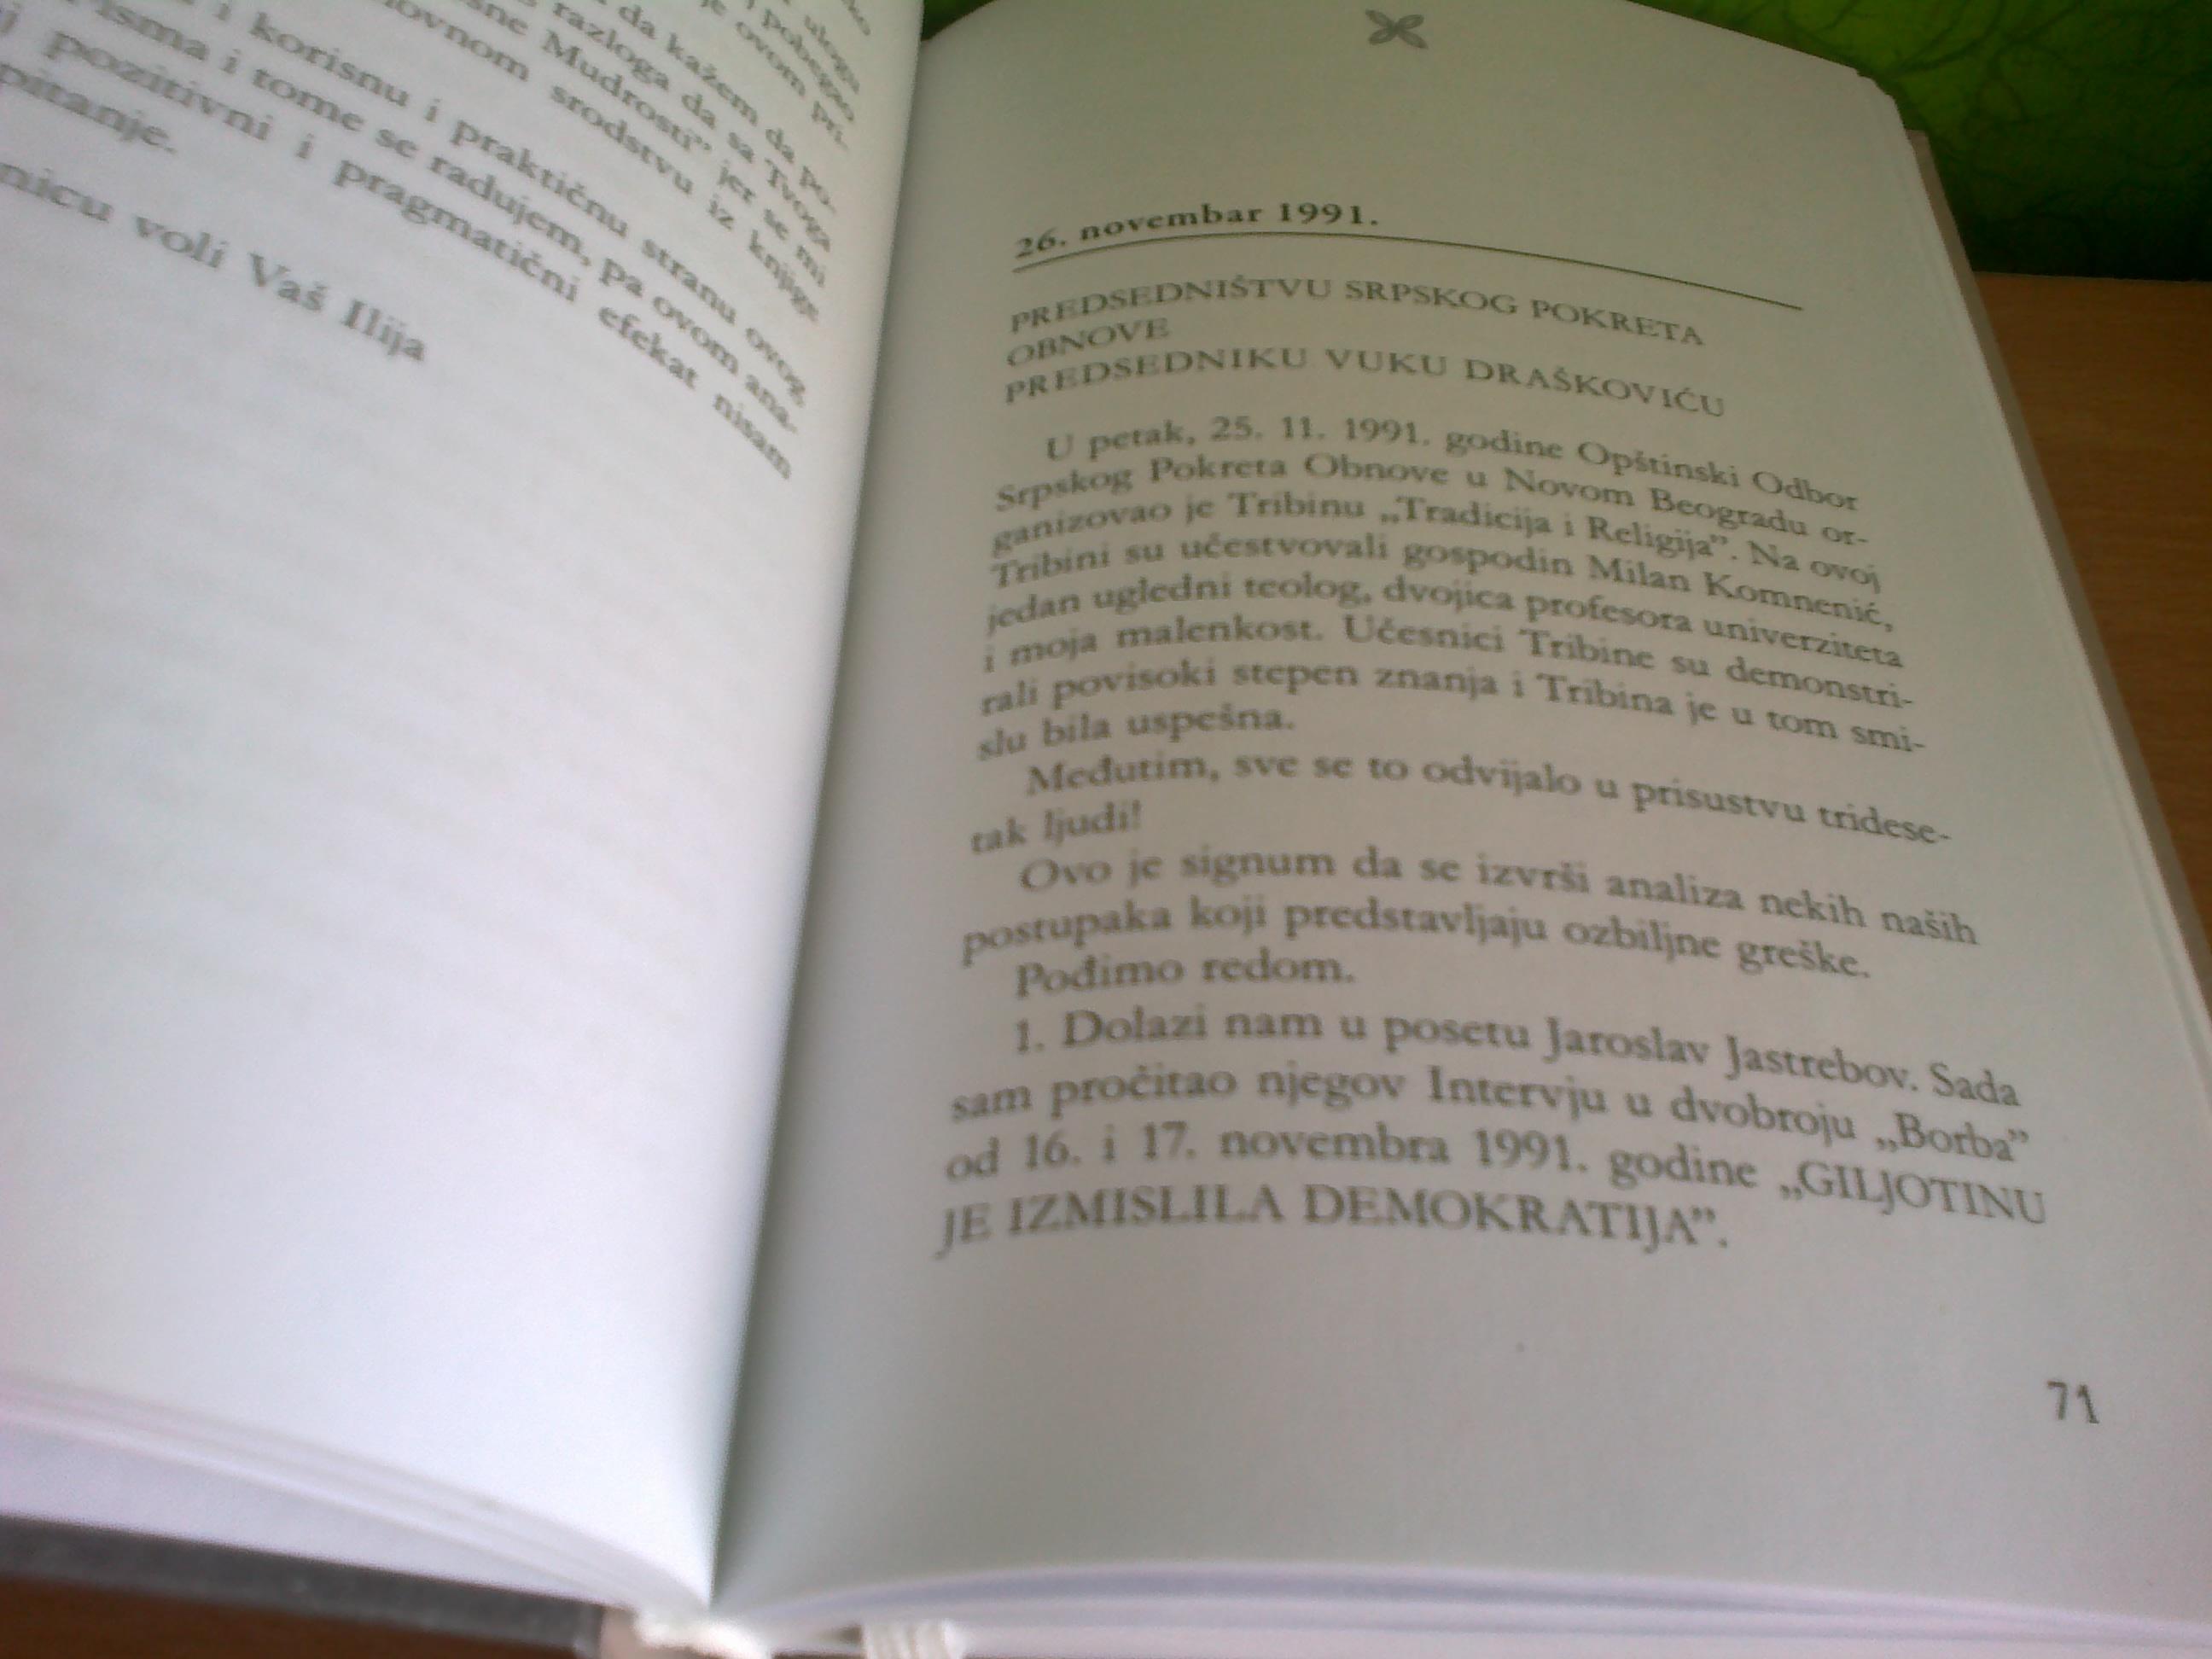 ulogu
pobegao
je ovom pri-
da kažem da po-
razloga da sa Tvoga
sne Mudrosti” jer se mi
ovnom srodstvu iz knjige
i korisnu i praktičnu stranu ovog
Pisma i tome se radujem, pa ovom ana-
pozitivni i pragmatični efekat nisam
pitanje.
nicu voli Vaš Ilija
26. novembar 1991.
PREDSEDNIŠTVU SRPSKOG POKRETA
OBNOVE
PREDSEDNIKU VUKU DRAŠKOVIĆU
U petak, 25. 11. 1991. godine Opštinski Odbor
Srpskog Pokreta Obnove u Novom Beogradu or-
ganizovao je Tribinu „Tradicija i Religija”. Na ovoj
Tribini su učestvovali gospodin Milan Komnenić,
jedan ugledni teolog, dvojica profesora univerziteta
i moja malenkost. Učesnici Tribine su demonstri-
rali povisoki stepen znanja i Tribina je u tom smi-
slu bila uspešna.
Međutim, sve se to odvijalo u prisustvu tridese-
tak ljudi!
Ovo je signum da se izvrši analiza nekih naših
postupaka koji predstavljaju ozbiljne greške.
Pođimo redom.
1. Dolazi nam u posetu Jaroslav Jastrebov. Sada
sam pročitao njegov Intervju u dvobroju „Borba”
od 16. i 17. novembra 1991. godine „GILJOTINU
JE IZMISLILA DEMOKRATIJA”.
71